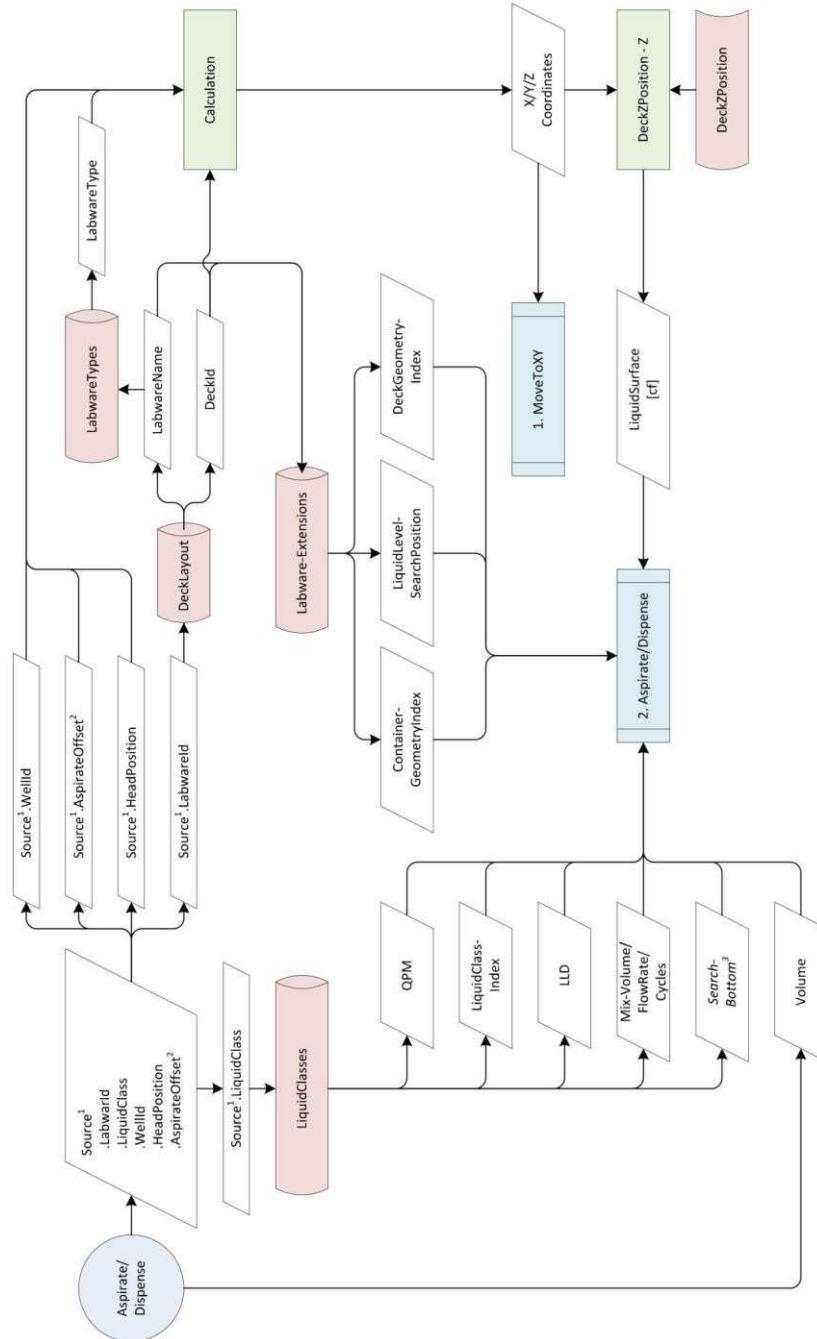 Aspirate/
Dispense
Source¹
.LabwarId
.LiquidClass
.WellId
.HeadPosition
.AspirateOffset²
Source¹.WellId
Source¹.AspirateOffset²
Source¹.HeadPosition
Source¹.LabwareId
DeckLayout
LabwareTypes
LabwareName
DeckId
LabwareType
Calculation
Source¹.LiquidClass
LiquidClasses
Labware-Extensions
Container-
GeometryIndex
LiquidLevel-
SearchPosition
DeckGeometry-
Index
X/Y/Z
Coordinates
QPM
LiquidClass-
Index
LLD
Mix-Volume/
FlowRate/
Cycles
Search-
Bottom³
Volume
2. Aspirate/Dispense
1. MoveToXY
LiquidSurface
[cf]
DeckZPosition - Z
DeckZPosition